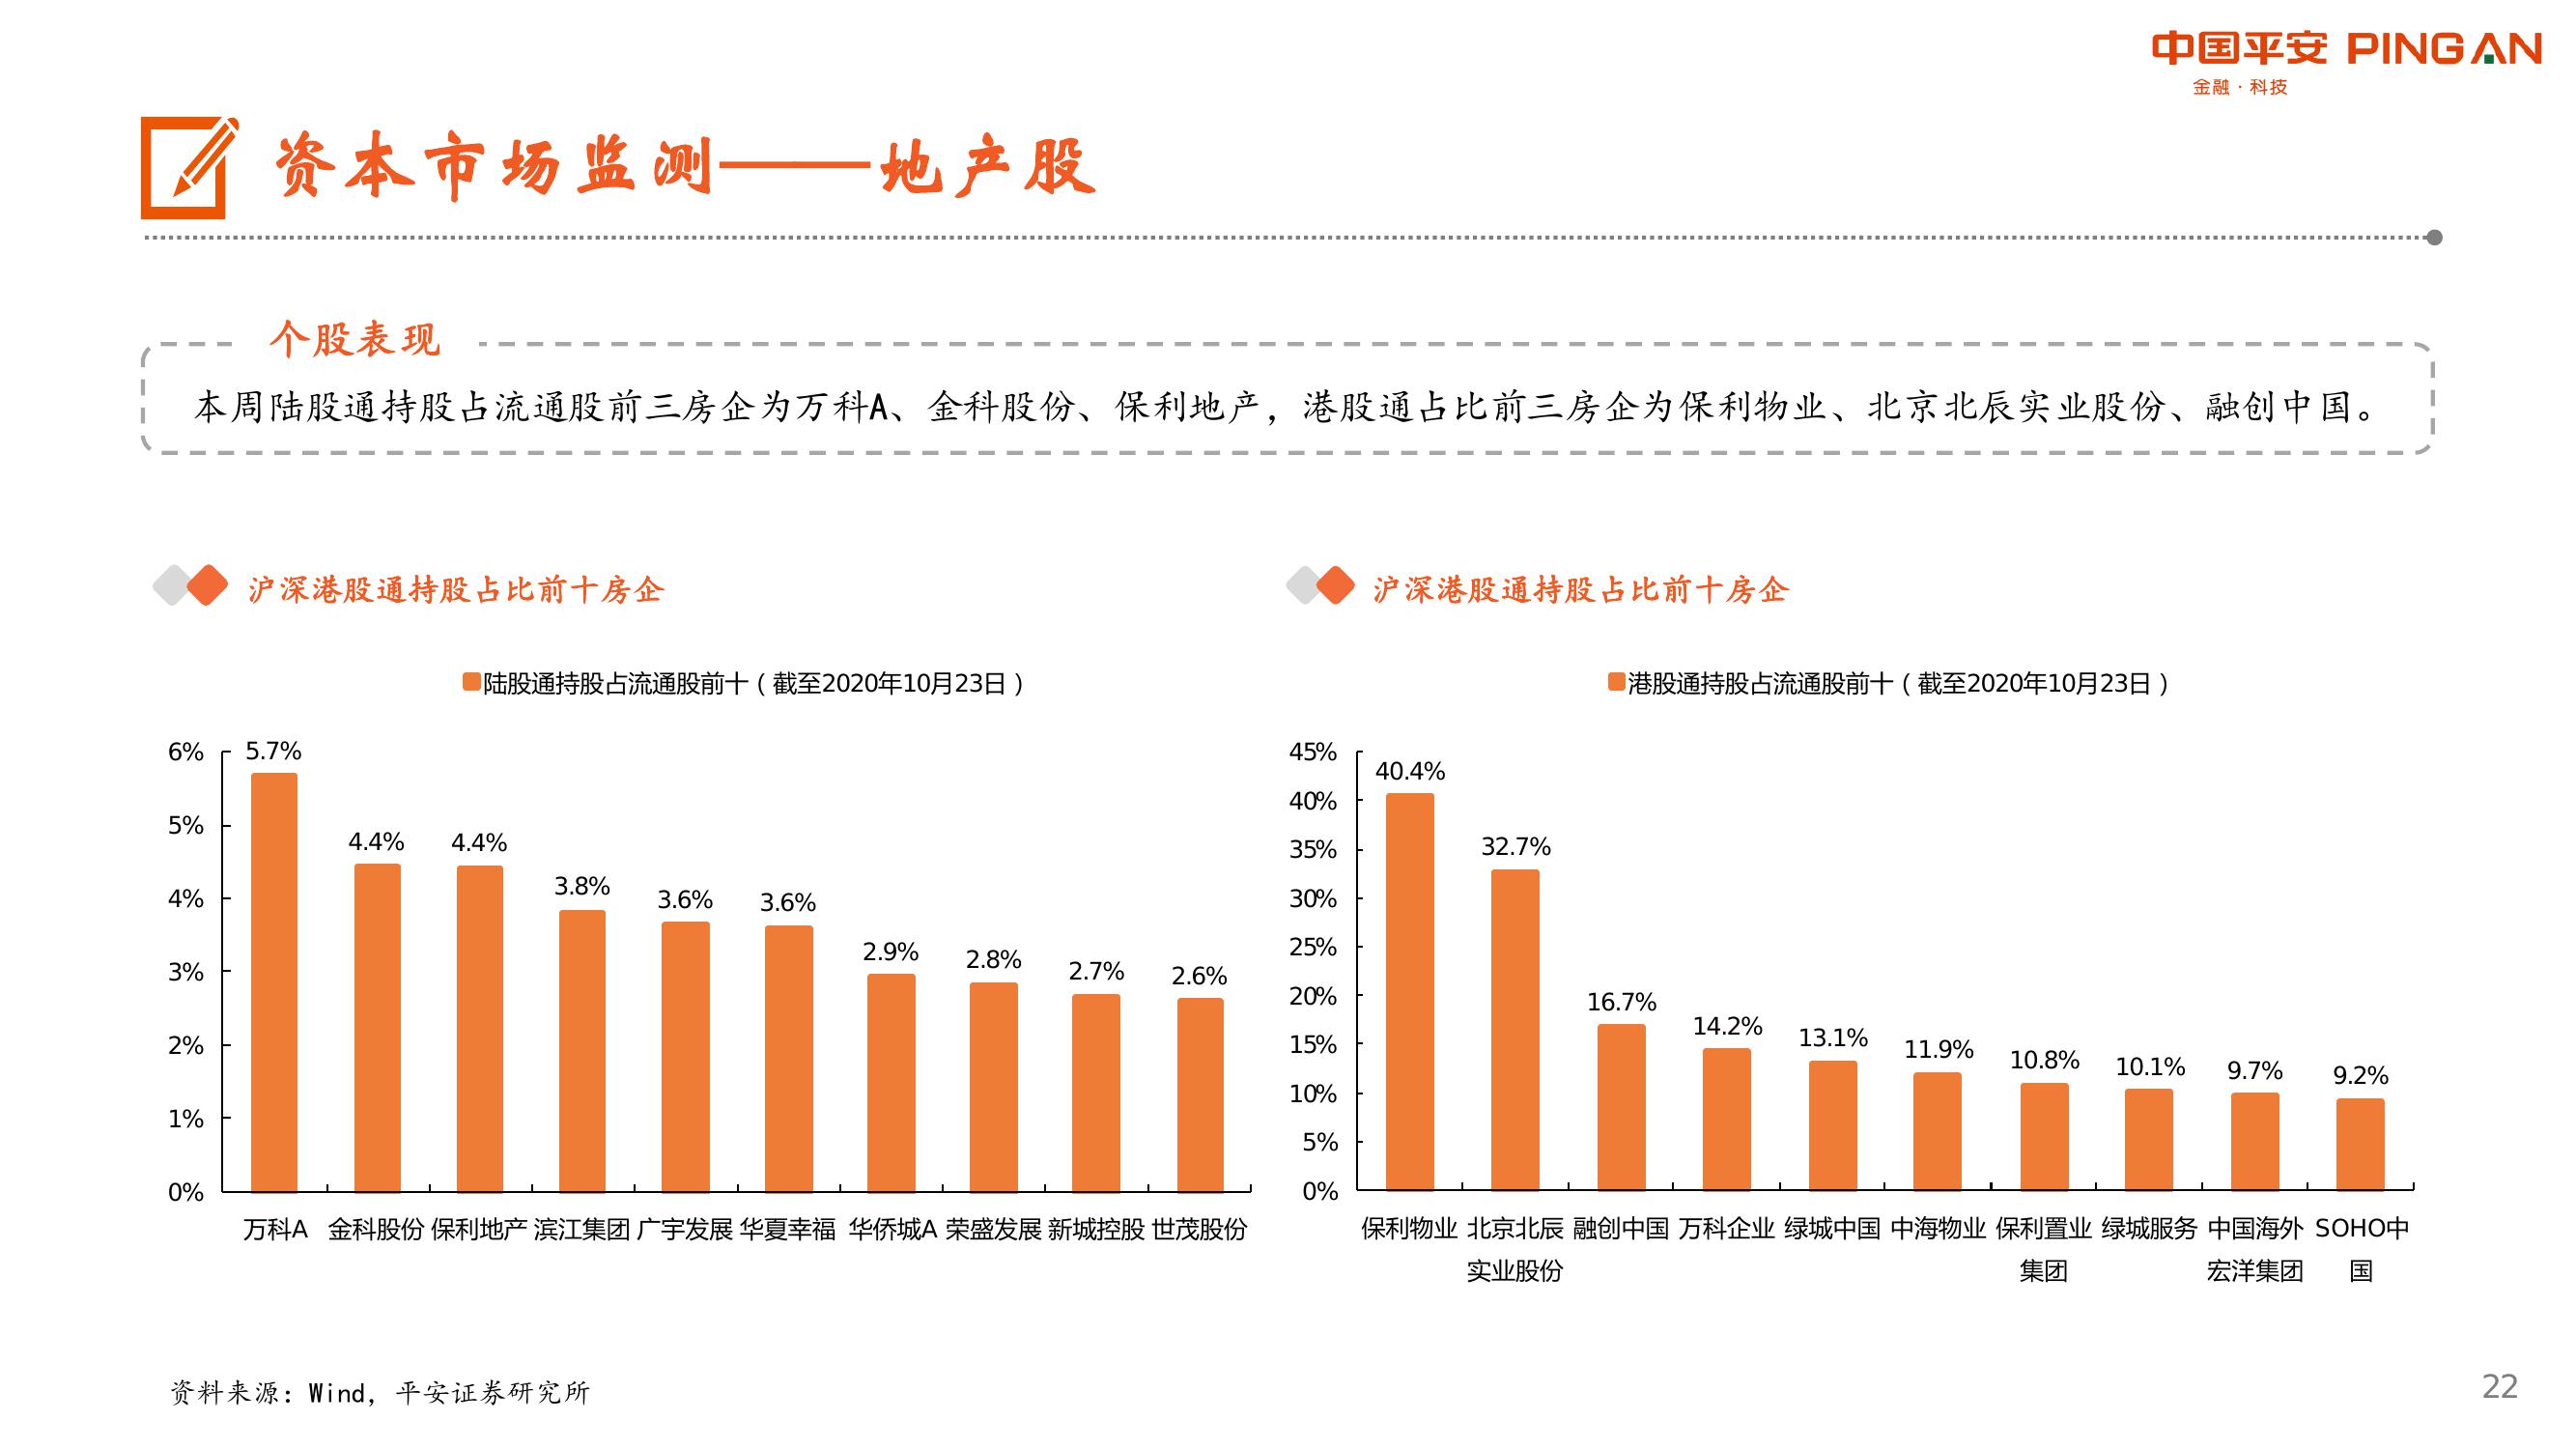 中国平安 PINGAN
金融·科技
资本市场监测——地产股
个股表现
本周陆股通持股占流通股前三房企为万科A、金科股份、保利地产，港股通占比前三房企为保利物业、北京北辰实业股份、融创中国。
沪深港股通持股占比前十房企
沪深港股通持股占比前十房企
陆股通持股占流通股前十（截至2020年10月23日）
6%
5%
4%
3%
2%
1%
0%
5.7%
4.4%
4.4%
3.8%
3.6%
3.6%
2.9%
2.8%
2.7%
2.6%
万科A 金科股份 保利地产 滨江集团 广宇发展 华夏幸福 华侨城A 荣盛发展 新城控股 世茂股份
港股通持股占流通股前十（截至2020年10月23日）
45%
40%
35%
30%
25%
20%
15%
10%
5%
0%
40.4%
32.7%
16.7%
14.2%
13.1%
11.9%
10.8%
10.1%
9.7%
9.2%
保利物业 北京北辰 融创中国 万科企业 绿城中国 中海物业 保利置业 绿城服务 中国海外 SOHO中
实业股份 集团 宏洋集团 国
资料来源：Wind，平安证券研究所
22